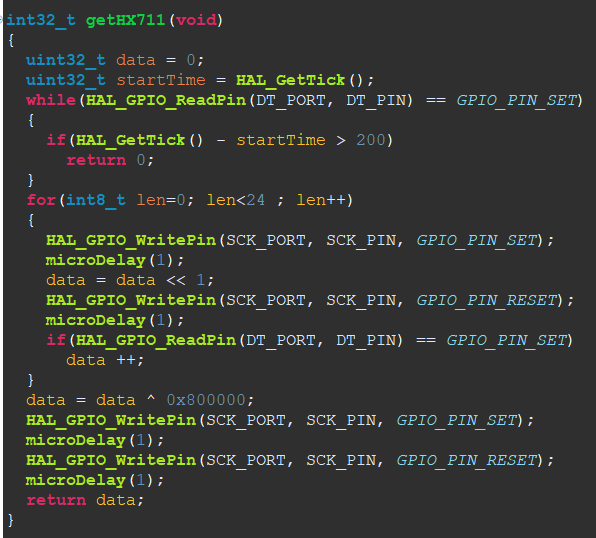 int32_t getHX711(void)
{
  uint32_t data = 0;
  uint32_t startTime = HAL_GetTick();
  while(HAL_GPIO_ReadPin(DT_PORT, DT_PIN) == GPIO_PIN_SET)
  {
    if(HAL_GetTick() - startTime > 200)
      return 0;
  }
  for(int8_t len=0; len<24 ; len++)
  {
    HAL_GPIO_WritePin(SCK_PORT, SCK_PIN, GPIO_PIN_SET);
    microDelay(1);
    data = data << 1;
    HAL_GPIO_WritePin(SCK_PORT, SCK_PIN, GPIO_PIN_RESET);
    microDelay(1);
    if(HAL_GPIO_ReadPin(DT_PORT, DT_PIN) == GPIO_PIN_SET)
      data ++;
  }
  data = data ^ 0x800000;
  HAL_GPIO_WritePin(SCK_PORT, SCK_PIN, GPIO_PIN_SET);
  microDelay(1);
  HAL_GPIO_WritePin(SCK_PORT, SCK_PIN, GPIO_PIN_RESET);
  microDelay(1);
  return data;
}